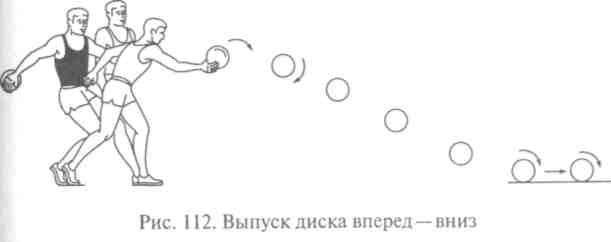 Рис. 112. Выпуск диска вперед — вниз